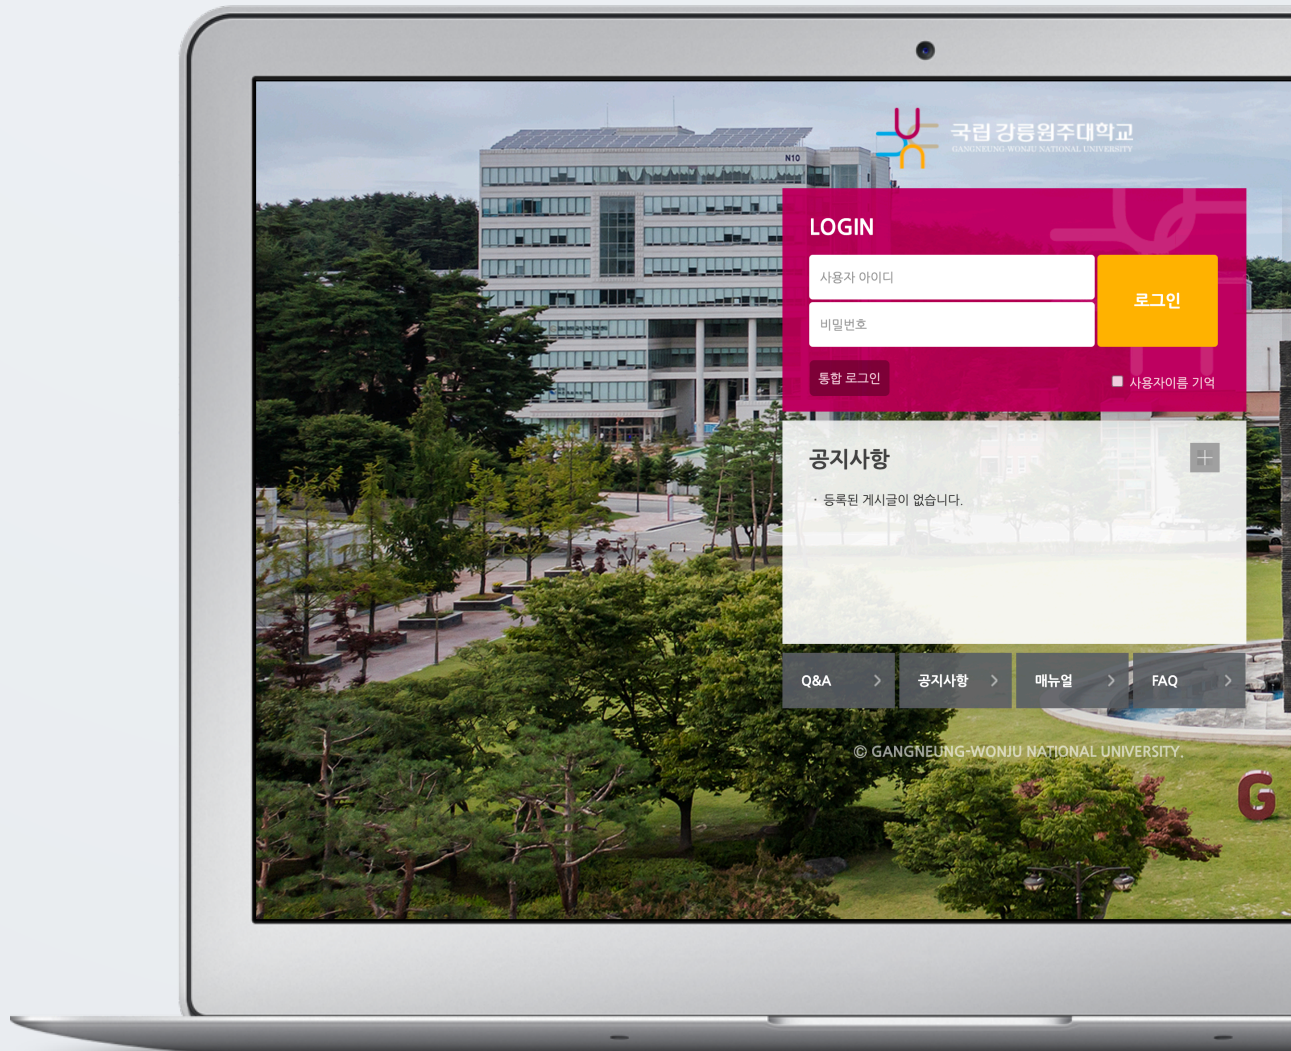 N10
국립 강릉원주대학교
GANGNEUNG-WONJU NATIONAL UNIVERSITY
LOGIN
사용자 아이디
로그인
비밀번호
통합 로그인
사용자이름 기억
공지사항
· 등록된 게시글이 없습니다.
Q&A
공지사항
매뉴얼
FAQ
© GANGNEUNG-WONJU NATIONAL UNIVERSITY.
G